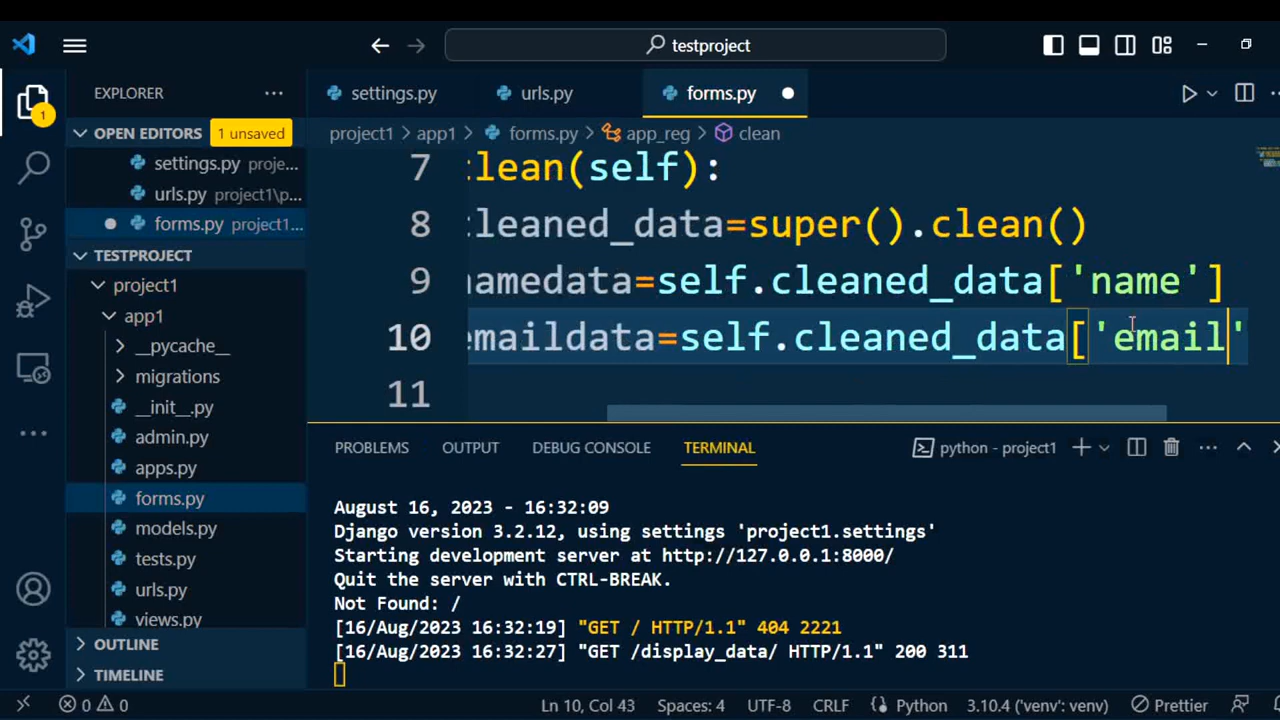 testproject
EXPLORER
settings.py
urls.py
forms.py
OPEN EDITORS
1 unsaved
project1 > app1 > forms.py > app_reg > clean
1
settings.py proje...
urls.py project1\p...
forms.py project1...
TESTPROJECT
project1
app1
__pycache__
migrations
__init__.py
admin.py
apps.py
forms.py
models.py
tests.py
urls.py
views.py
OUTLINE
TIMELINE
7 clean(self):
8 cleaned_data=super().clean()
9 namedata=self.cleaned_data['name']
10 emaildata=self.cleaned_data['email'
11
PROBLEMS OUTPUT DEBUG CONSOLE TERMINAL python - project1
August 16, 2023 - 16:32:09
Django version 3.2.12, using settings 'project1.settings'
Starting development server at http://127.0.0.1:8000/
Quit the server with CTRL-BREAK.
Not Found: /
[16/Aug/2023 16:32:19] "GET / HTTP/1.1" 404 2221
[16/Aug/2023 16:32:27] "GET /display_data/ HTTP/1.1" 200 311
0 0 Ln 10, Col 43 Spaces: 4 UTF-8 CRLF Python 3.10.4 ('venv': venv) Prettier